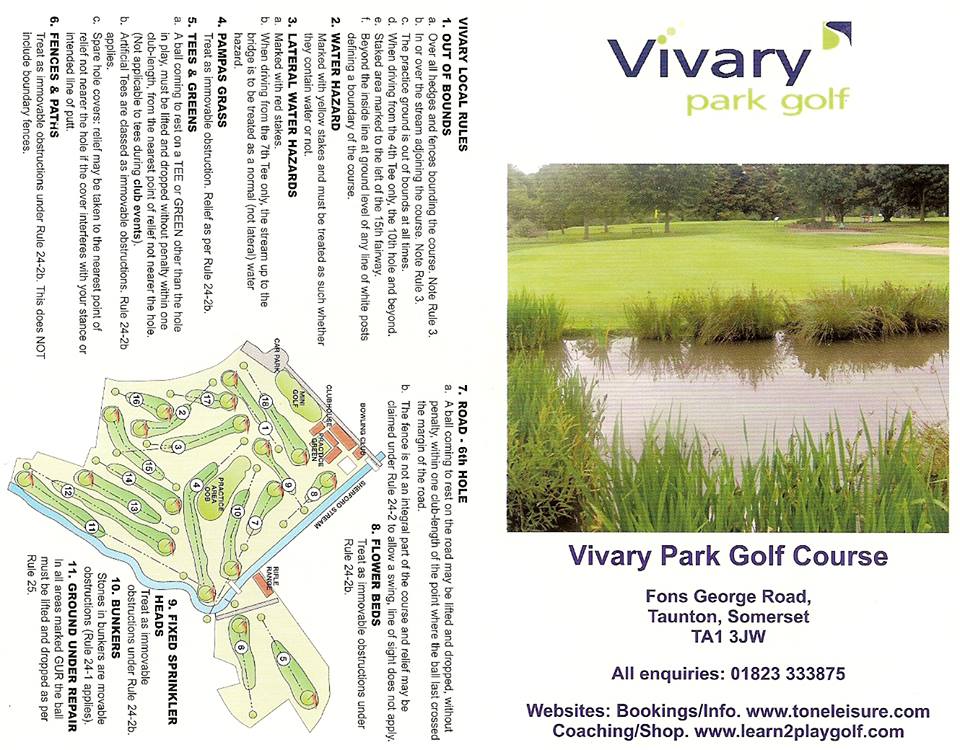 VIVARY LOCAL RULES
1. OUT OF BOUNDS
a. Over all hedges and fences bounding the course. Note Rule 3.
b. In or over the stream adjoining the course. Note Rule 3.
c. The practice ground is out of bounds at all times.
d. When driving from the 4th Tee only, the 10th hole and beyond.
e. Staked area marked to the left of the 15th fairway.
f. Beyond the inside line at ground level of any line of white posts
defining a boundary of the course.
2. WATER HAZARD
Marked with yellow stakes and must be treated as such whether
they contain water or not.
3. LATERAL WATER HAZARDS
a. Marked with red stakes.
b. When driving from the 7th Tee only, the stream up to the
bridge is to be treated as a normal (not lateral) water
hazard.
4. PAMPAS GRASS
Treat as immovable obstruction. Relief as per Rule 24-2b.
5. TEES & GREENS
a. A ball coming to rest on a TEE or GREEN other than the hole
in play, must be lifted and dropped without penalty within one
club-length, from the nearest point of relief not nearer the hole.
(Not applicable to tees during club events).
b. Artificial Tees are classed as immovable obstructions. Rule 24-2b
applies.
c. Spare hole covers: relief may be taken to the nearest point of
relief not nearer the hole if the cover interferes with your stance or
intended line of putt.
6. FENCES & PATHS
Treat as immovable obstructions under Rule 24-2b. This does NOT
include boundary fences.
7. ROAD - 6th HOLE
a. A ball coming to rest on the road may be lifted and dropped, without
penalty, within one club-length of the point where the ball last crossed
the margin of the road.
b. The fence is not an integral part of the course and relief may be
claimed under Rule 24-2 to allow a swing, line of sight does not apply.
8. FLOWER BEDS
Treat as immovable obstructions under
Rule 24-2b.
9. FIXED SPRINKLER
HEADS
Treat as immovable
obstructions under Rule 24-2b.
10. BUNKERS
Stones in bunkers are movable
obstructions (Rule 24-1 applies).
11. GROUND UNDER REPAIR
In all areas marked GUR the ball
must be lifted and dropped as per
Rule 25.
CAR PARK
MINI
GOLF
CLUBHOUSE
PRACTICE
GREEN
BOWLING CLUB
SHERFORD STREAM
RIFLE
RANGE
PRACTICE
AREA
OOB
1
2
3
4
5
6
7
8
9
10
11
12
13
14
15
16
17
18
Vivary
park golf
Vivary Park Golf Course
Fons George Road,
Taunton, Somerset
TA1 3JW
All enquiries: 01823 333875
Websites: Bookings/Info. www.toneleisure.com
Coaching/Shop. www.learn2playgolf.com